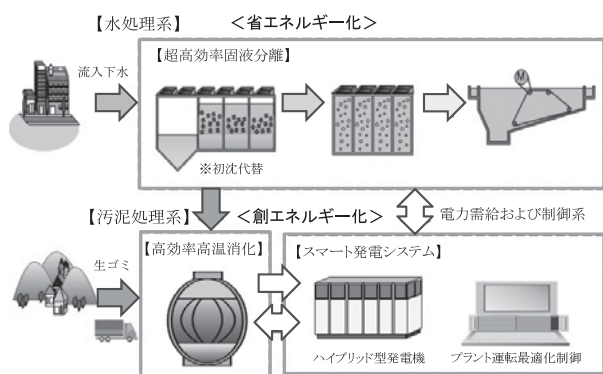 【水処理系】 <省エネルギー化>
【超高効率固液分離】
流入下水
M
※初沈代替
【汚泥処理系】 <創エネルギー化> 電力需給および制御系
【高効率高温消化】 【スマート発電システム】
生ゴミ
ハイブリッド型発電機 プラント運転最適化制御